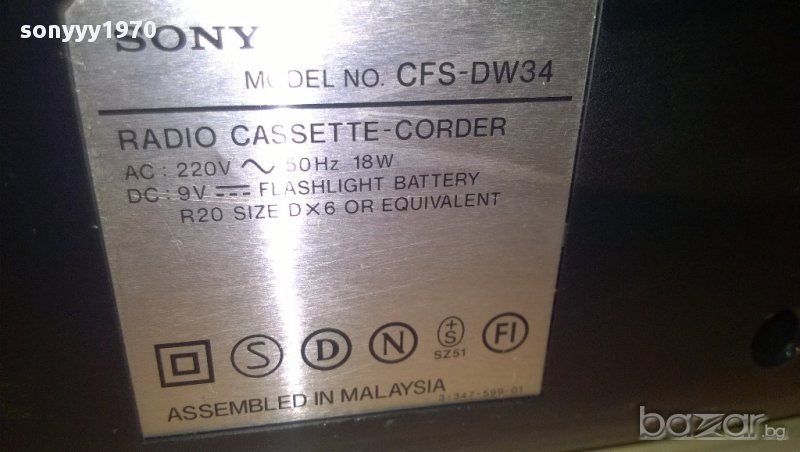 sonyyy1970
SONY
MODEL NO. CFS-DW34
RADIO CASSETTE-CORDER
AC : 220V ∿ 50Hz 18W
DC : 9V ⎓ FLASHLIGHT BATTERY
R20 SIZE D×6 OR EQUIVALENT
S D N +S FI
SZ51
ASSEMBLED IN MALAYSIA 3-347-599-01
bazar.bg